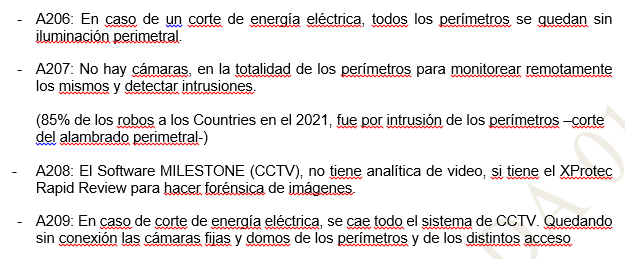 - A206: En caso de un corte de energía eléctrica, todos los perímetros se quedan sin
iluminación perimetral.
- A207: No hay cámaras, en la totalidad de los perímetros para monitorear remotamente
los mismos y detectar intrusiones.
(85% de los robos a los Countries en el 2021, fue por intrusión de los perímetros –corte
del alambrado perimetral-)
- A208: El Software MILESTONE (CCTV), no tiene analítica de video, si tiene el XProtec
Rapid Review para hacer forénsica de imágenes.
- A209: En caso de corte de energía eléctrica, se cae todo el sistema de CCTV. Quedando
sin conexión las cámaras fijas y domos de los perímetros y de los distintos acceso